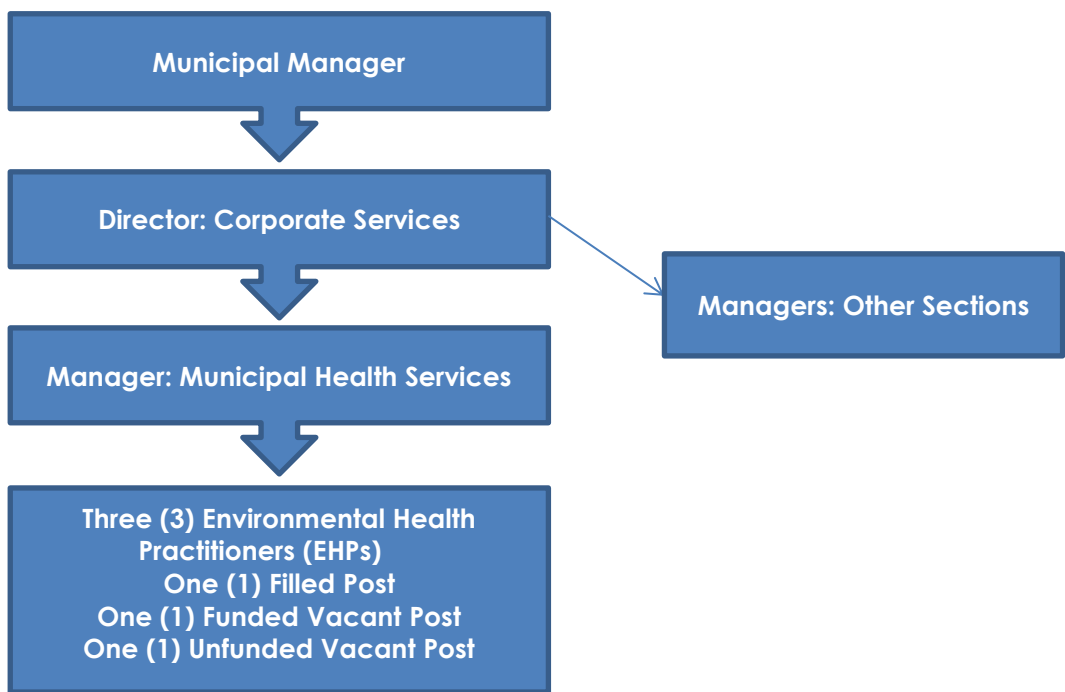 Municipal Manager
Director: Corporate Services
Managers: Other Sections
Manager: Municipal Health Services
Three (3) Environmental Health
Practitioners (EHPs)
One (1) Filled Post
One (1) Funded Vacant Post
One (1) Unfunded Vacant Post